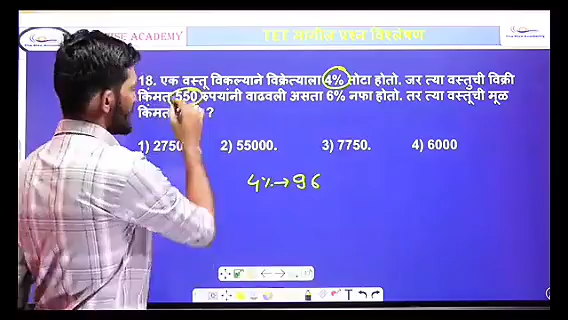 ISE ACADEMY
TET मागील प्रश्न विश्लेषण
18. एक वस्तू विकल्याने विक्रेत्याला 4% तोटा होतो. जर त्या वस्तुची विक्री
किंमत 550 रुपयांनी वाढवली असता 6% नफा होतो. तर त्या वस्तूची मूळ
किंमत ?
1) 2750 2) 55000. 3) 7750. 4) 6000
4% → 96